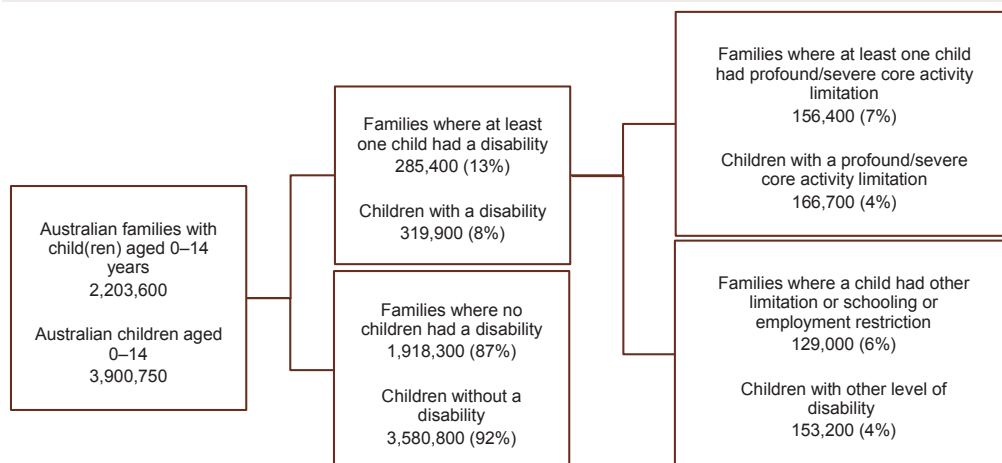 Australian families with
child(ren) aged 0–14
years
2,203,600
Australian children aged
0–14
3,900,750
Families where at least
one child had a disability
285,400 (13%)
Children with a disability
319,900 (8%)
Families where no
children had a disability
1,918,300 (87%)
Children without a
disability
3,580,800 (92%)
Families where at least one child
had profound/severe core activity
limitation
156,400 (7%)
Children with a profound/severe
core activity limitation
166,700 (4%)
Families where a child had other
limitation or schooling or
employment restriction
129,000 (6%)
Children with other level of
disability
153,200 (4%)